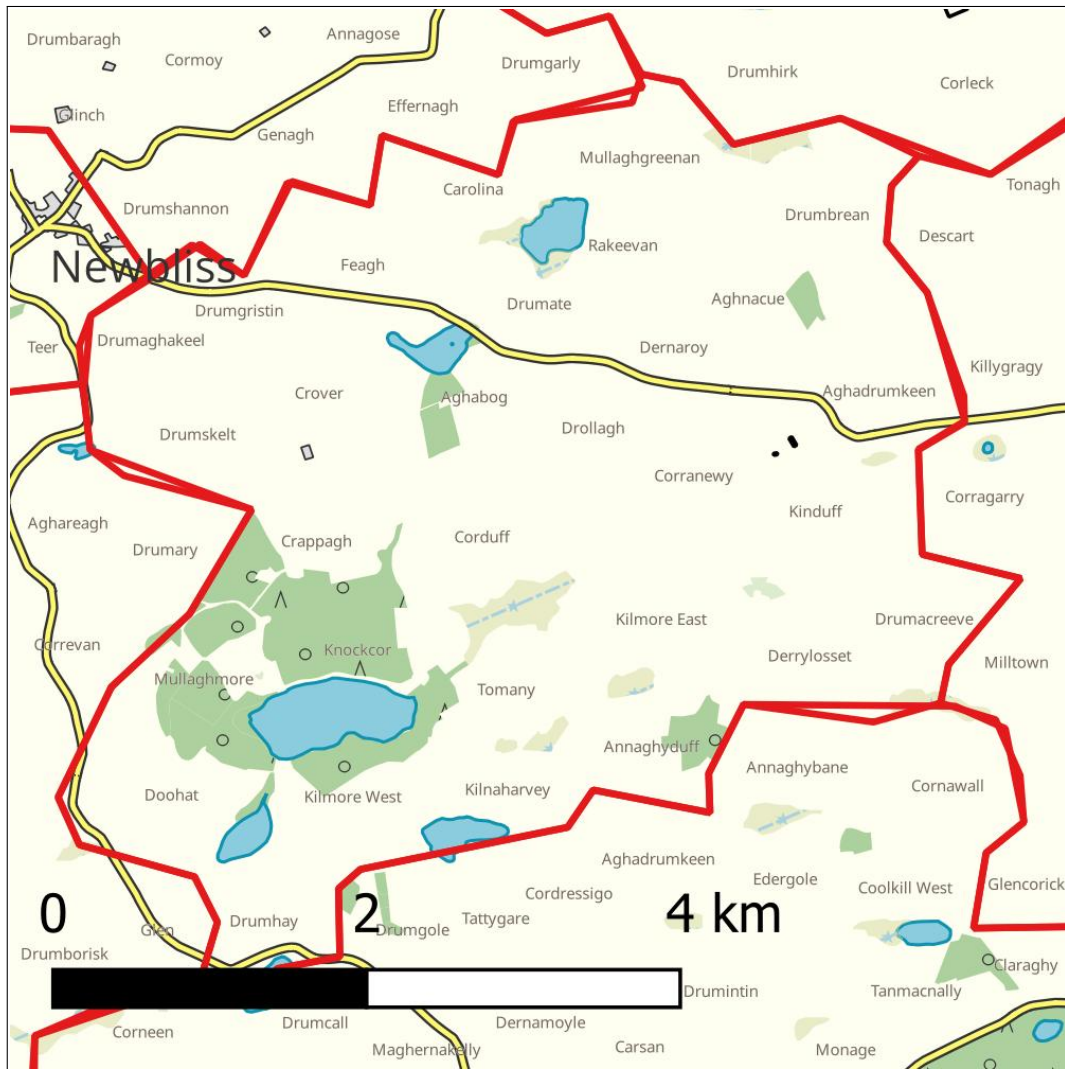 Annagose
Drumbaragh
Cormoy
Drumgarly
Drumhirk
Corleck
Effernagh
Glinch
Genagh
Mullaghgreenan
Carolina
Tonagh
Drumshannon
Drumbrean
Descart
Rakeevan
Newbliss
Feagh
Aghnacue
Drumate
Drumgristin
Drumaghakeel
Teer
Dernaroy
Killygragy
Crover
Aghabog
Aghadrumkeen
Drumskelt
Drollagh
Corranewy
Corragarry
Kinduff
Aghareagh
Drumary
Crappagh
Corduff
Kilmore East
Drumacreeve
Correvan
Knockcor
Derrylosset
Milltown
Mullaghmore
Tomany
Annaghyduff
Annaghybane
Cornawall
Doohat
Kilmore West
Kilnaharvey
Aghadrumkeen
Edergole
Coolkill West
Glencorick
Cordressigo
0
2
4 km
Drumhay
Tattygare
Glen
Drumgole
Drumborisk
Claraghy
Drumintin
Tanmacnally
Corneen
Drumcall
Dernamoyle
Maghernakelly
Carsan
Monage